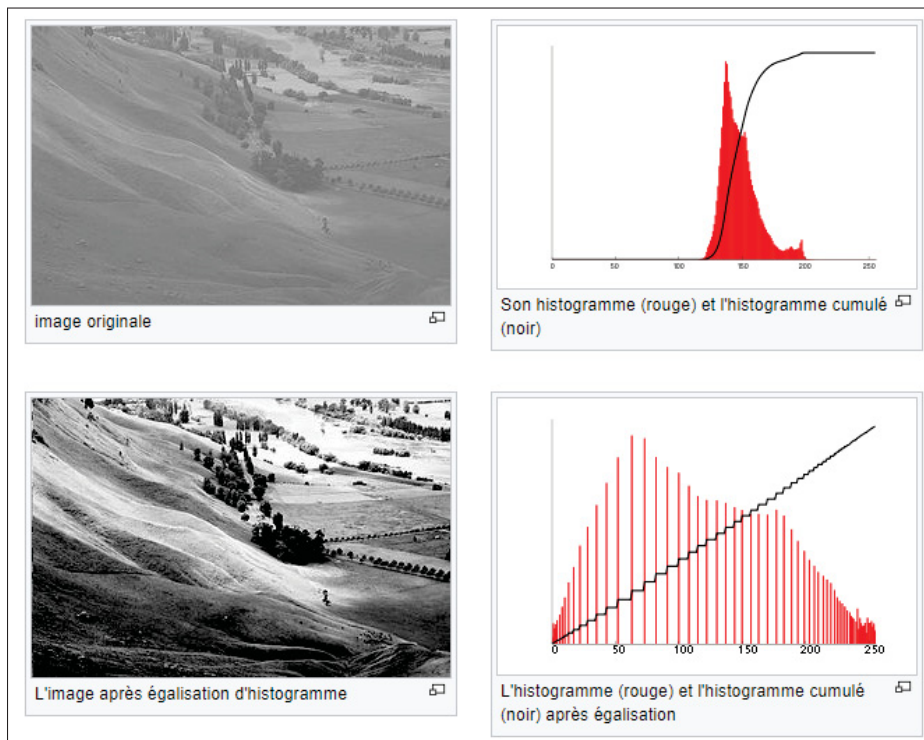 0 50 100 150 200 250
image originale
Son histogramme (rouge) et l'histogramme cumulé
(noir)
0 50 100 150 200 250
L'image après égalisation d'histogramme
L'histogramme (rouge) et l'histogramme cumulé
(noir) après égalisation